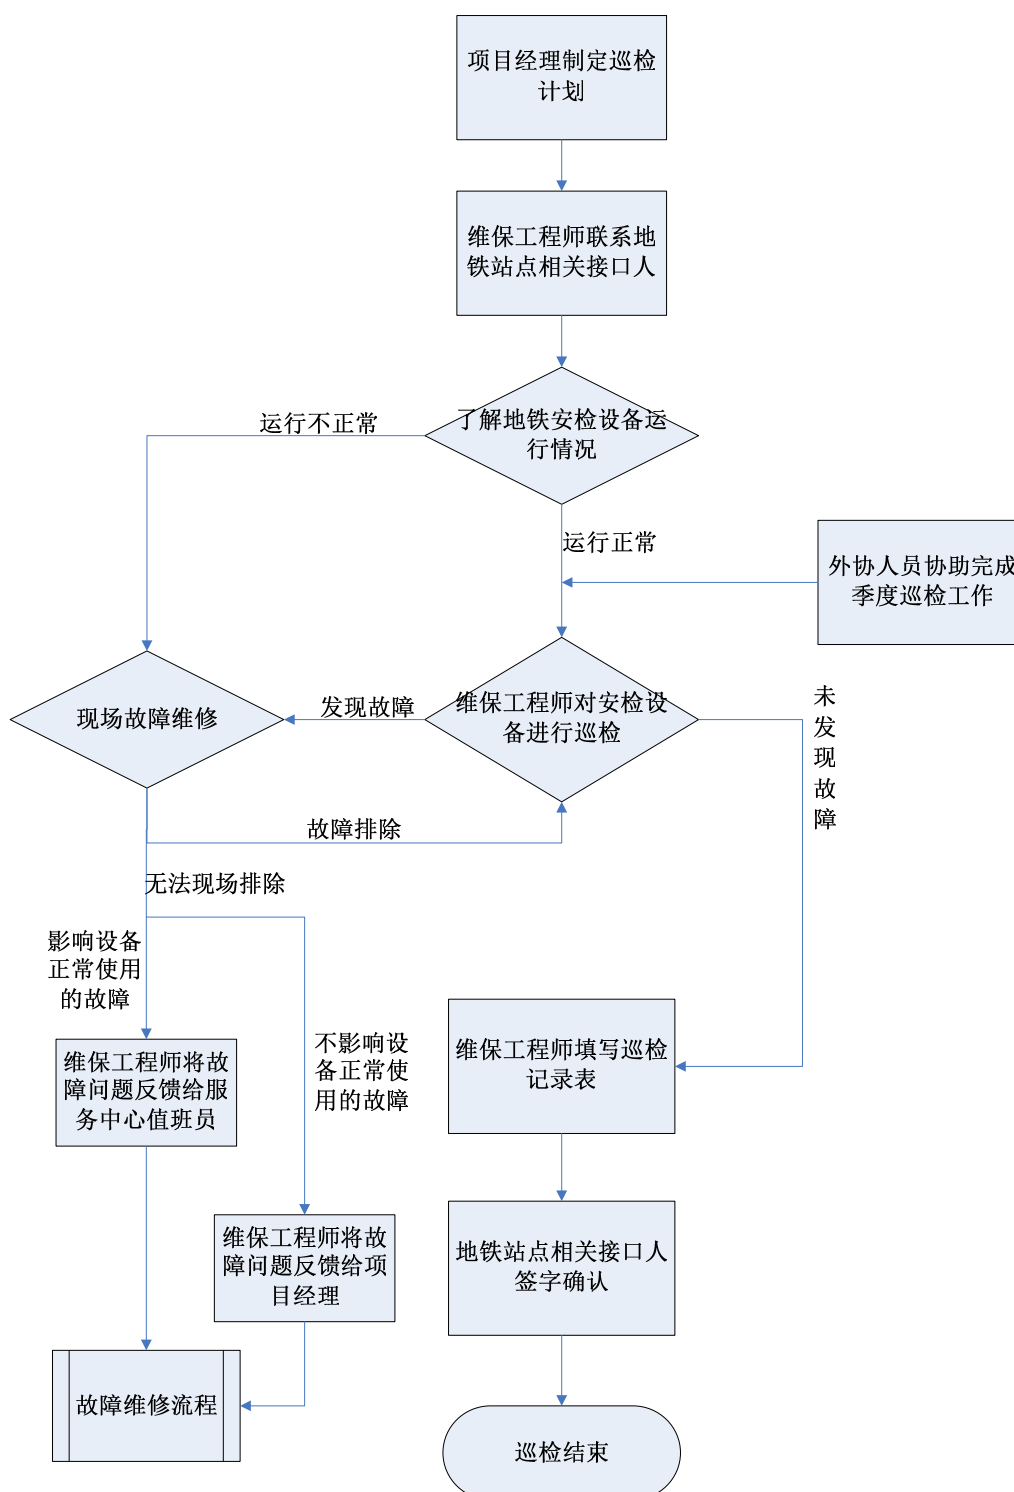 项目经理制定巡检
计划
维保工程师联系地
铁站点相关接口人
了解地铁安检设备运
行情况
运行不正常
运行正常
外协人员协助完成
季度巡检工作
维保工程师对安检设
备进行巡检
发现故障
现场故障维修
未
发
现
故
障
故障排除
无法现场排除
影响设备
正常使用
的故障
不影响设
备正常使
用的故障
维保工程师将故
障问题反馈给服
务中心值班员
维保工程师填写巡检
记录表
维保工程师将故
障问题反馈给项
目经理
地铁站点相关接口人
签字确认
故障维修流程
巡检结束